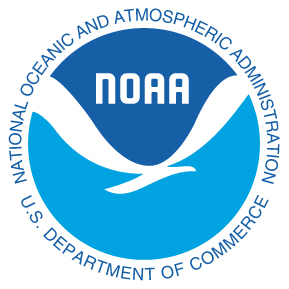 NATIONAL OCEANIC AND ATMOSPHERIC ADMINISTRATION
NOAA
U.S. DEPARTMENT OF COMMERCE